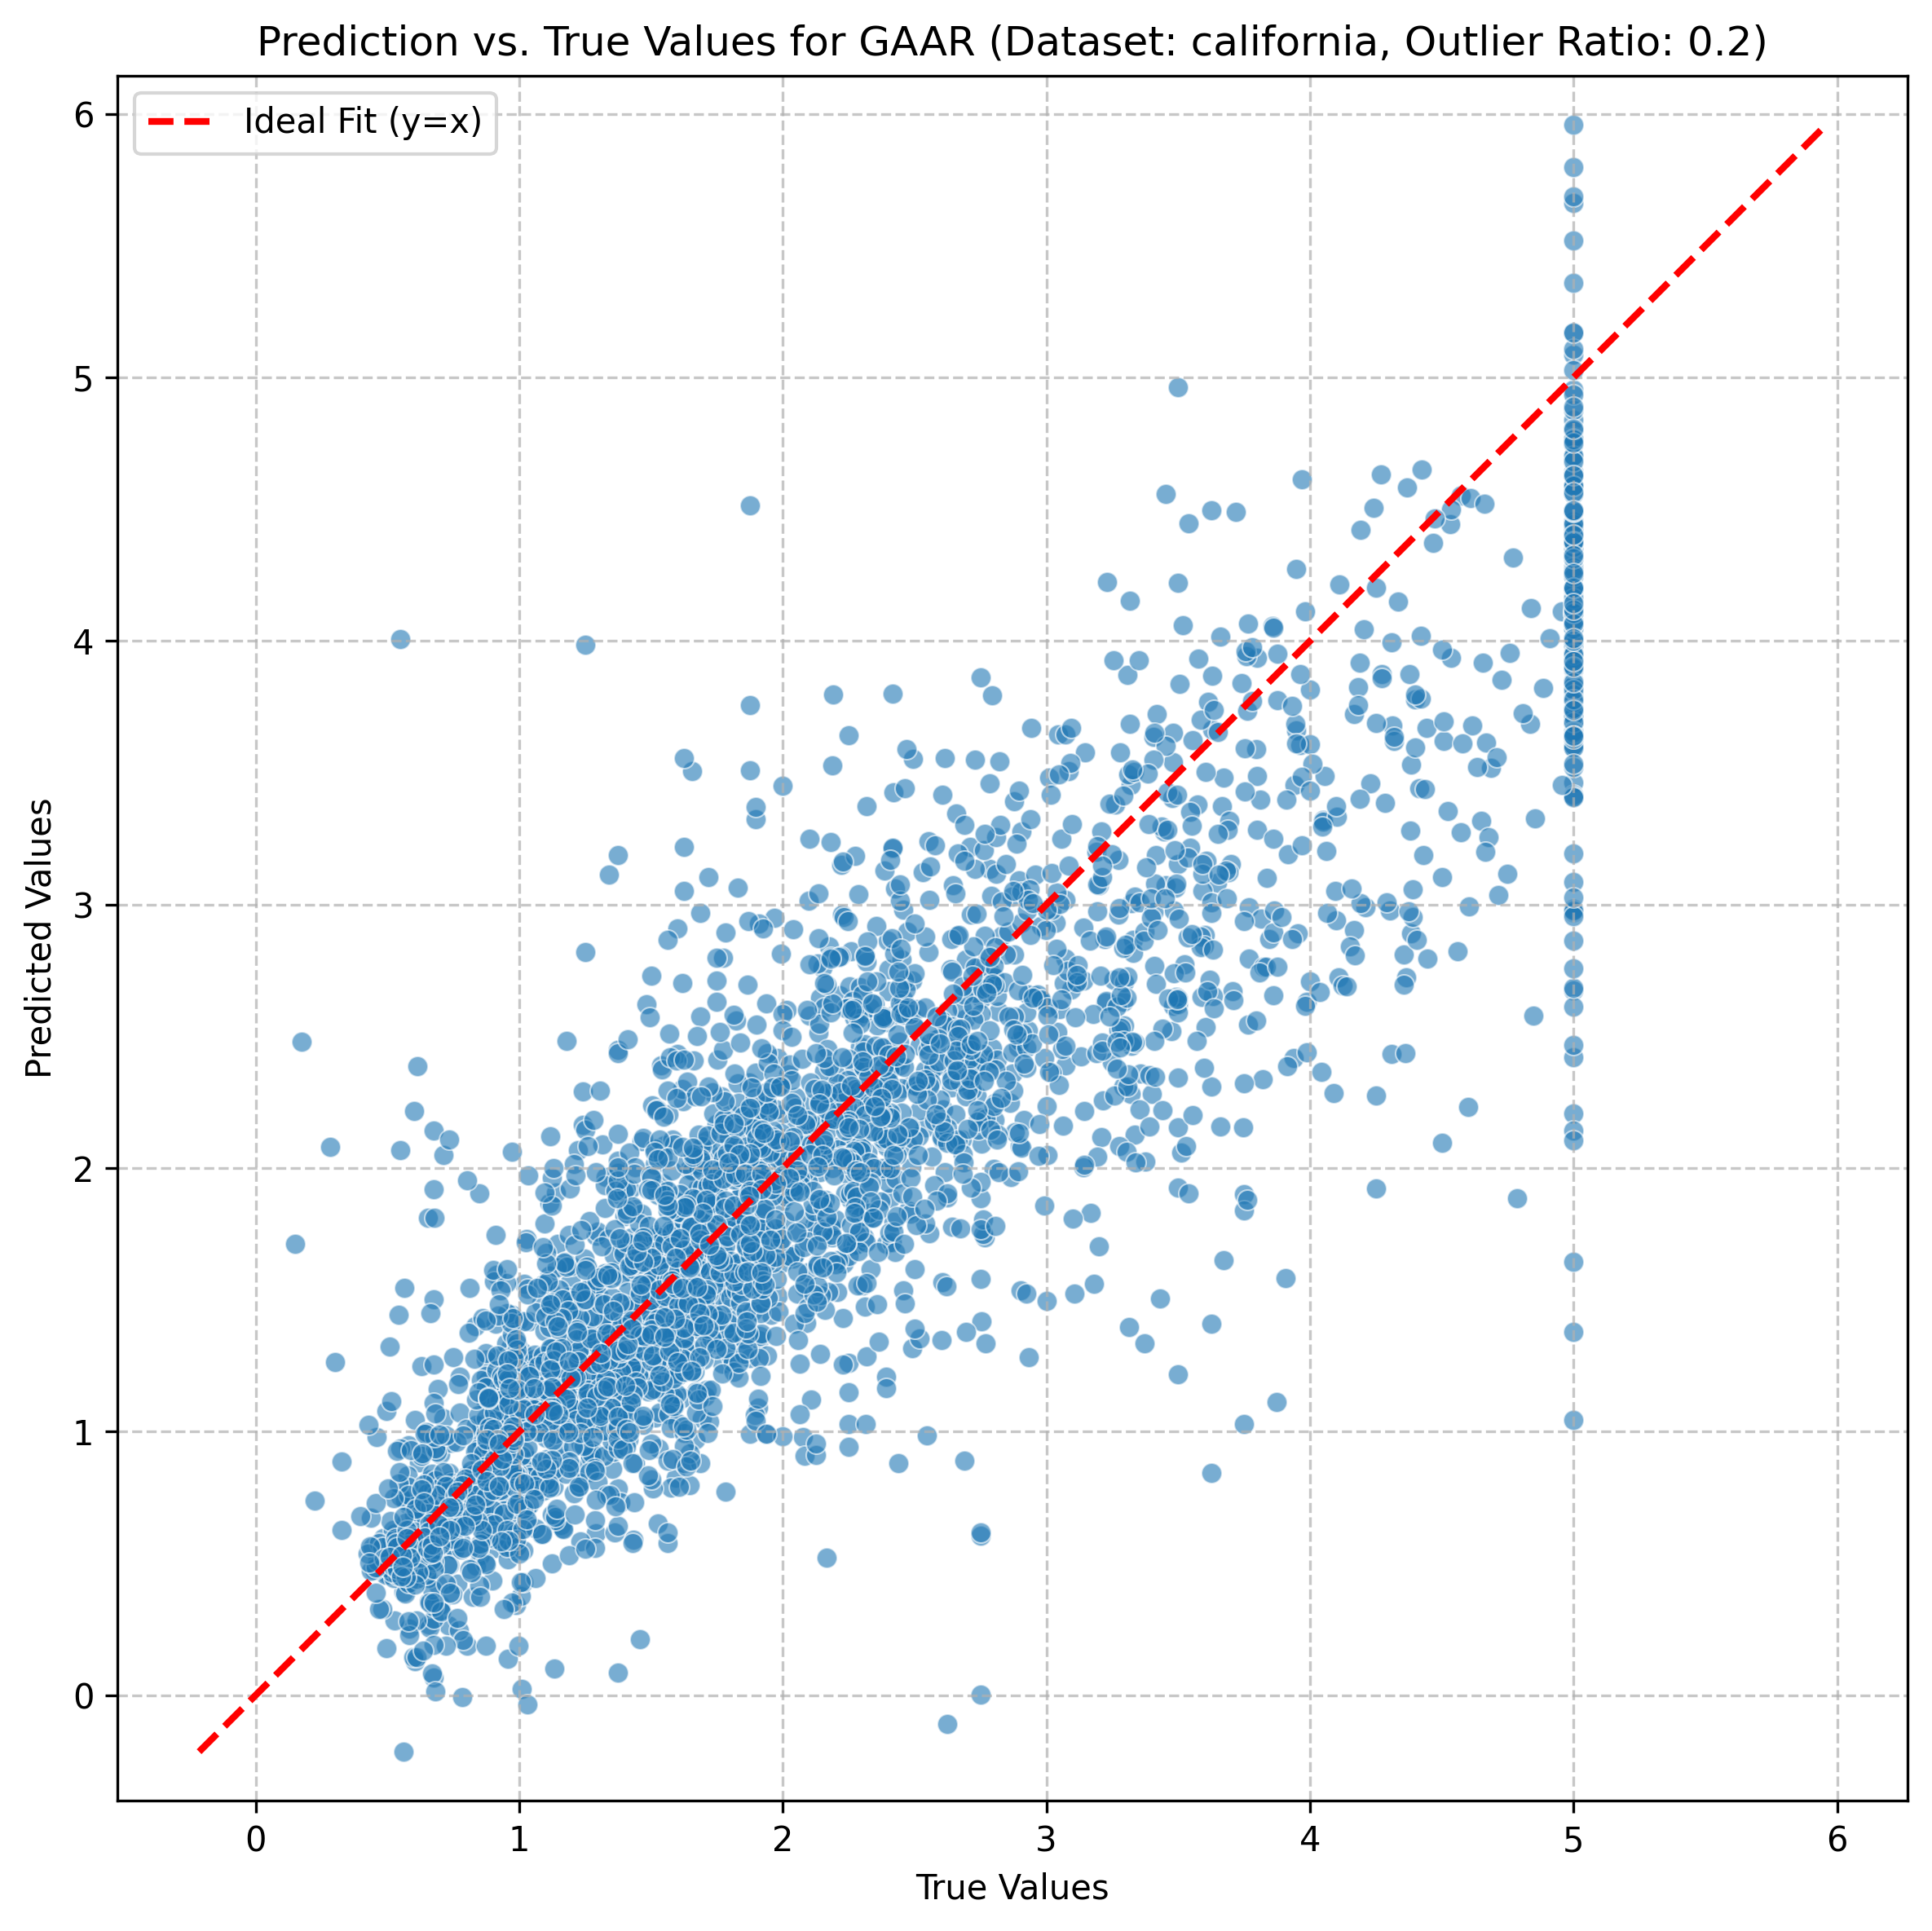 Prediction vs. True Values for GAAR (Dataset: california, Outlier Ratio: 0.2)
Ideal Fit (y=x)
6
5
4
3
2
1
0
Predicted Values
0 1 2 3 4 5 6
True Values